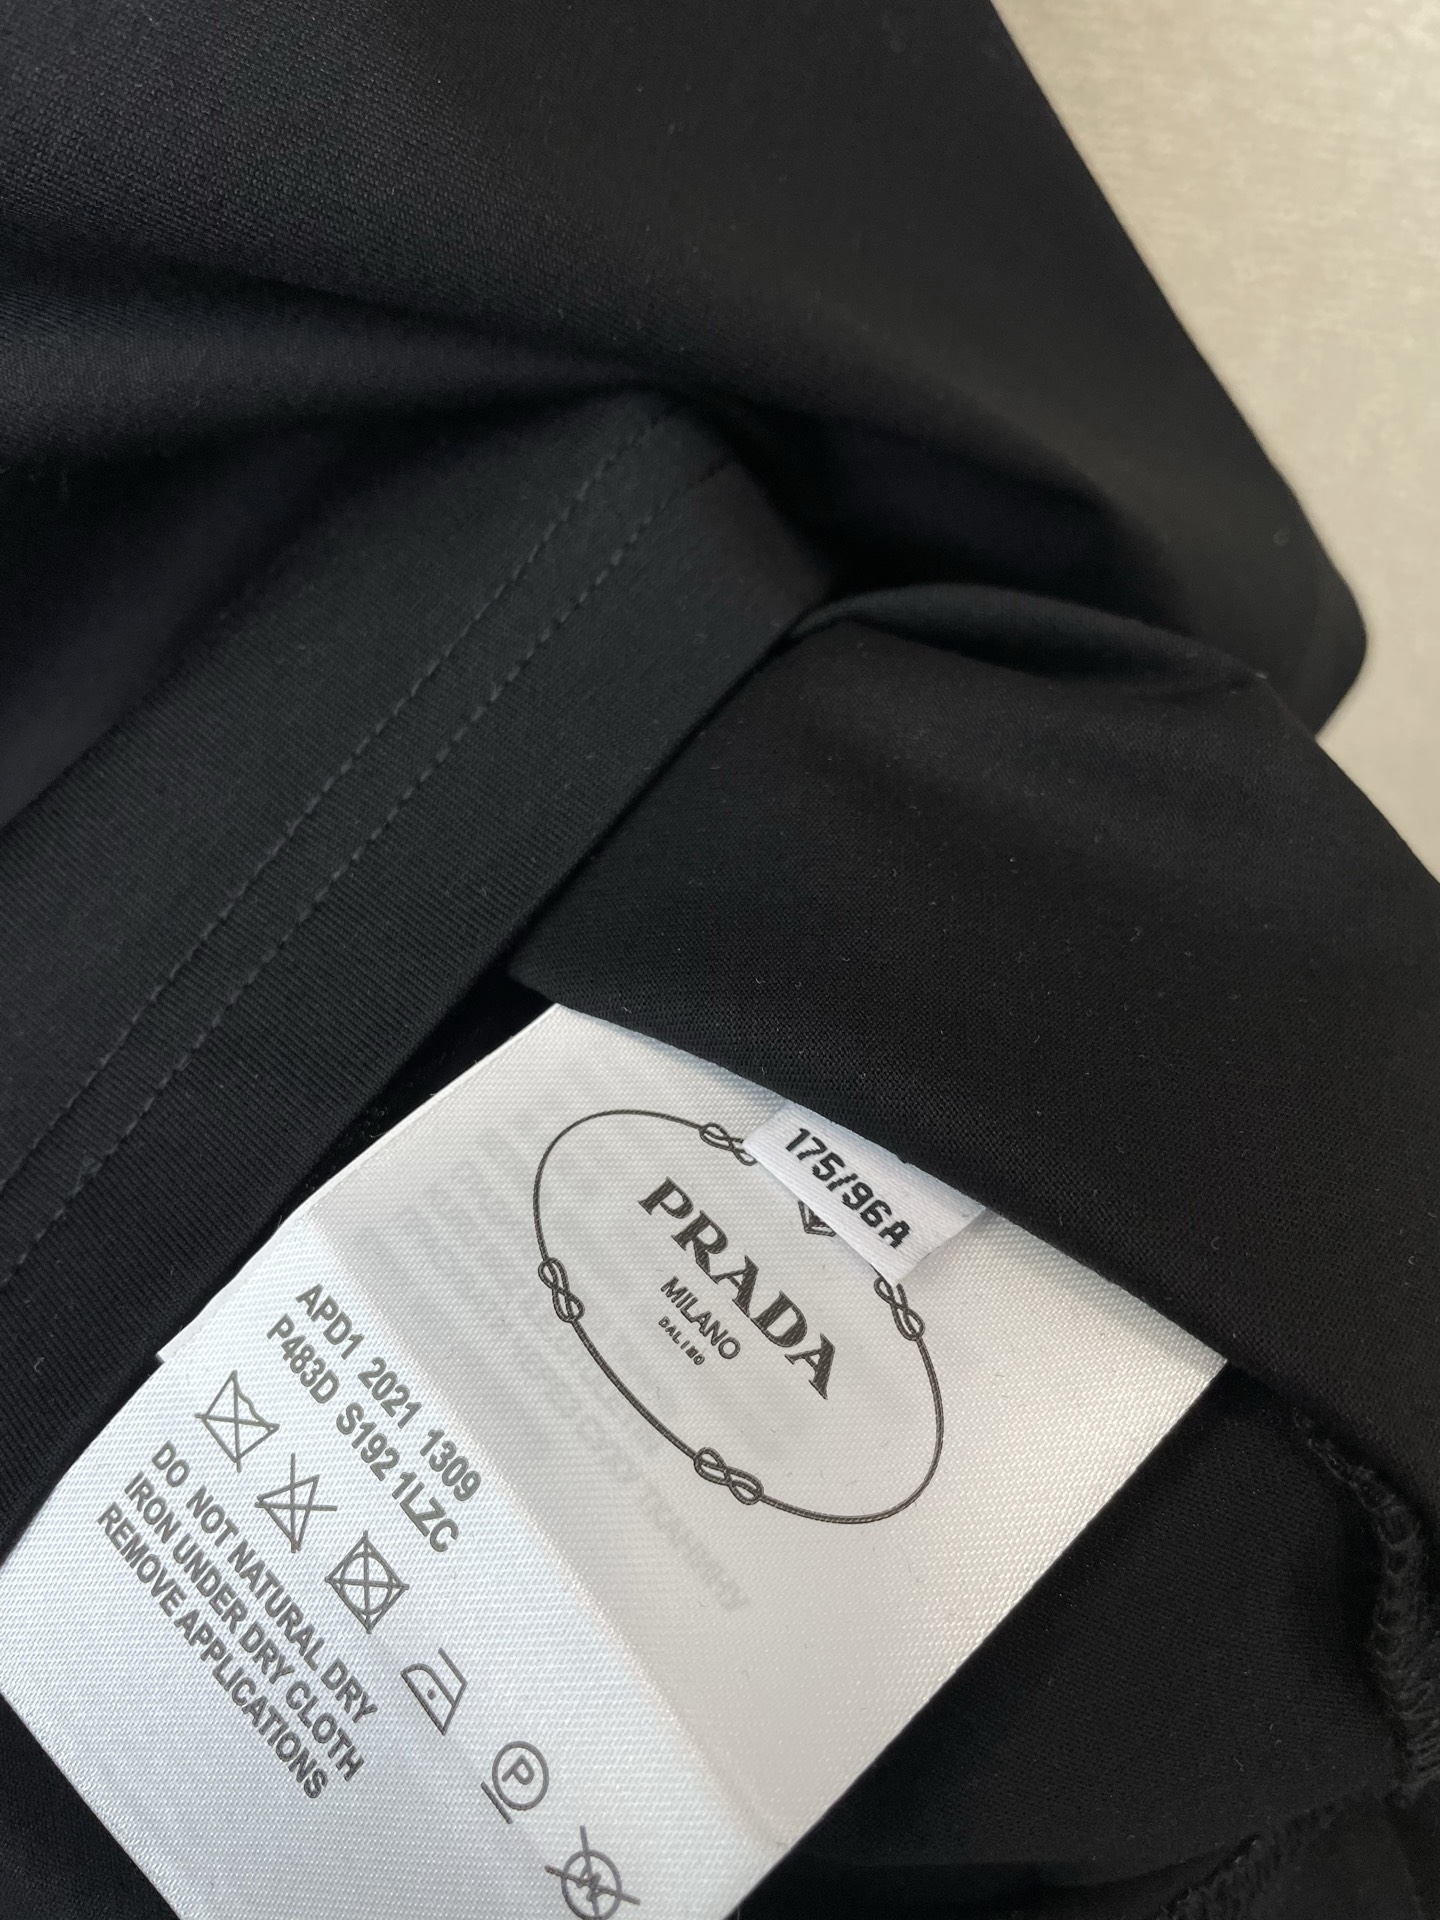 175/96A
PRADA
MILANO
DAL 1913
APD1 2021 1309
P483D S192 1LZC
P
DO NOT NATURAL DRY
IRON UNDER DRY CLOTH
REMOVE APPLICATIONS